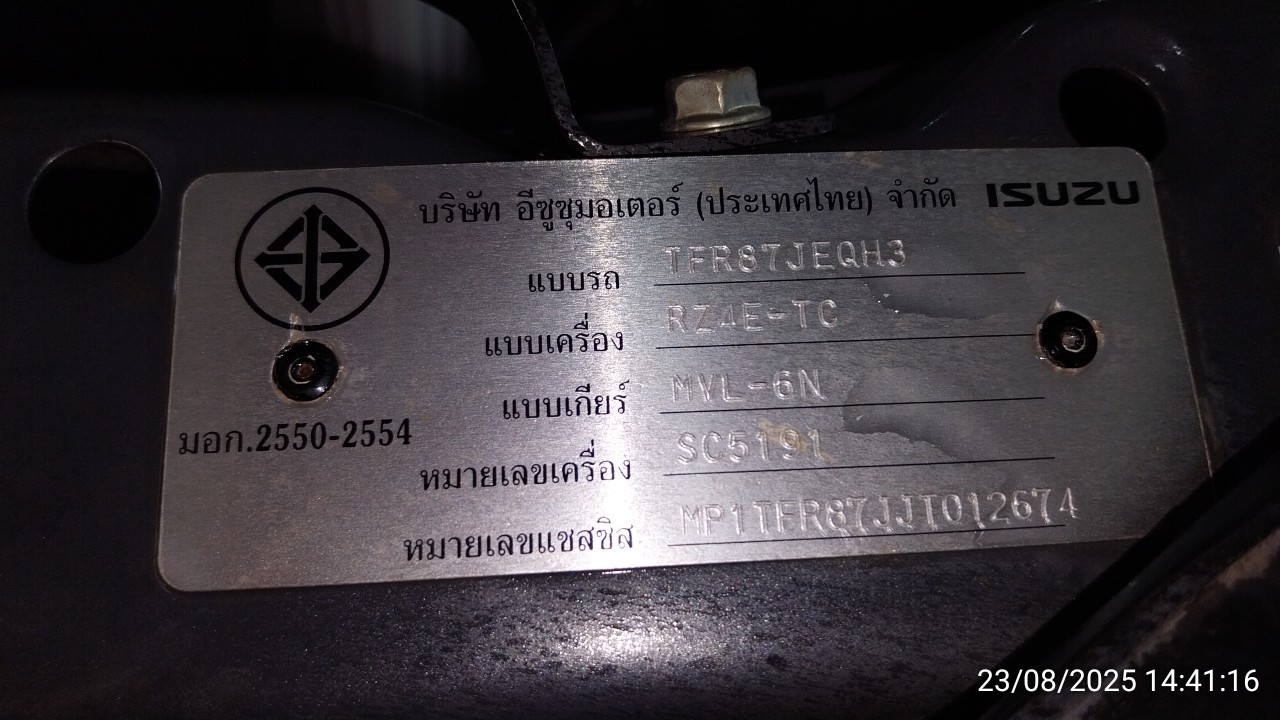 บริษัท อีซูซุมอเตอร์ (ประเทศไทย) จำกัด ISUZU
แบบรถ TFR87JEQH3
แบบเครื่อง RZ4E-TC
แบบเกียร์ MVL-6N
มอก.2550-2554
หมายเลขเครื่อง SC5191
หมายเลขแชสซิส MP1TFR87JJT012674
23/08/2025 14:41:16